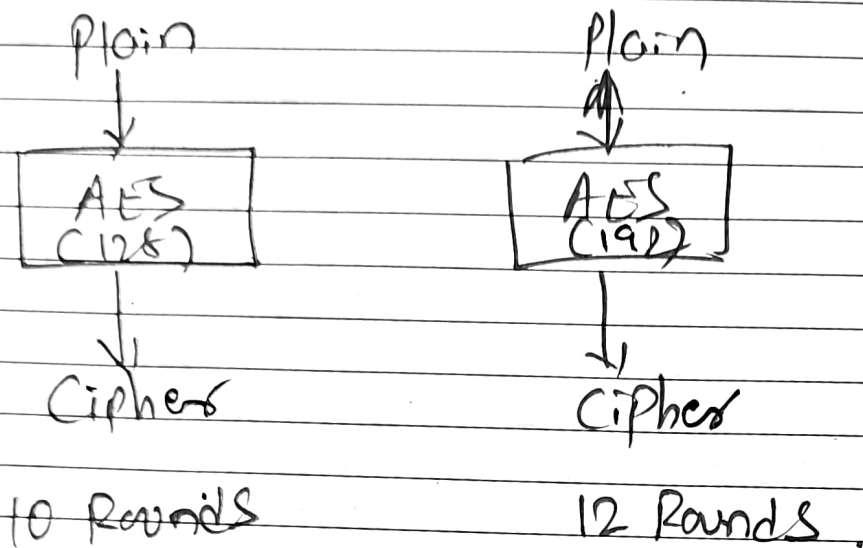 Plain
AES
(128)
Cipher
10 Rounds
Plain
AES
(192)
Cipher
12 Rounds